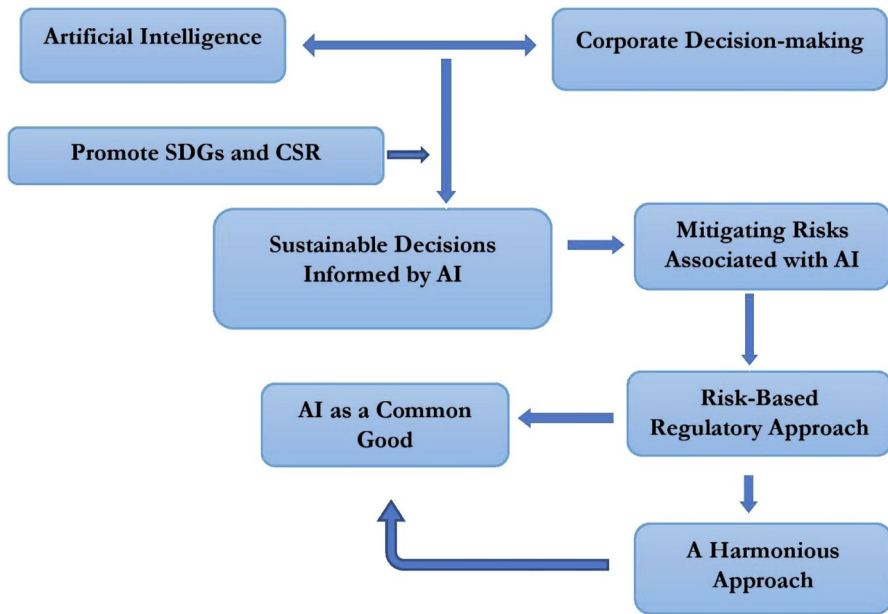 Artificial Intelligence
Corporate Decision-making
Promote SDGs and CSR
Sustainable Decisions
Informed by AI
Mitigating Risks
Associated with AI
Risk-Based
Regulatory Approach
AI as a Common
Good
A Harmonious
Approach